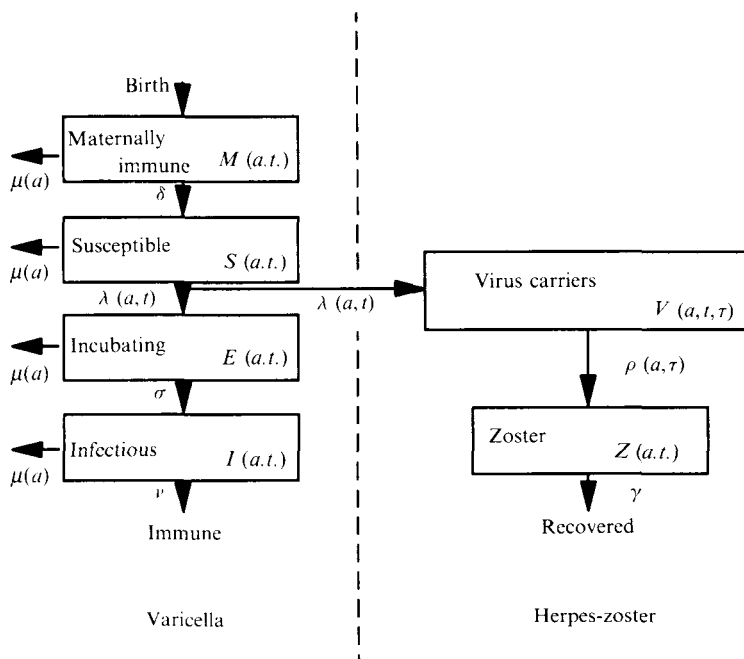 Birth
Maternally
immune M (a.t.)
μ(a)
δ
Susceptible
S (a.t.)
μ(a)
λ (a,t)
λ (a,t)
Incubating
E (a.t.)
μ(a)
σ
Infectious
I (a.t.)
μ(a)
ν
Immune
Varicella
Virus carriers
V (a,t,τ)
ρ (a,τ)
Zoster
Z (a.t.)
γ
Recovered
Herpes-zoster